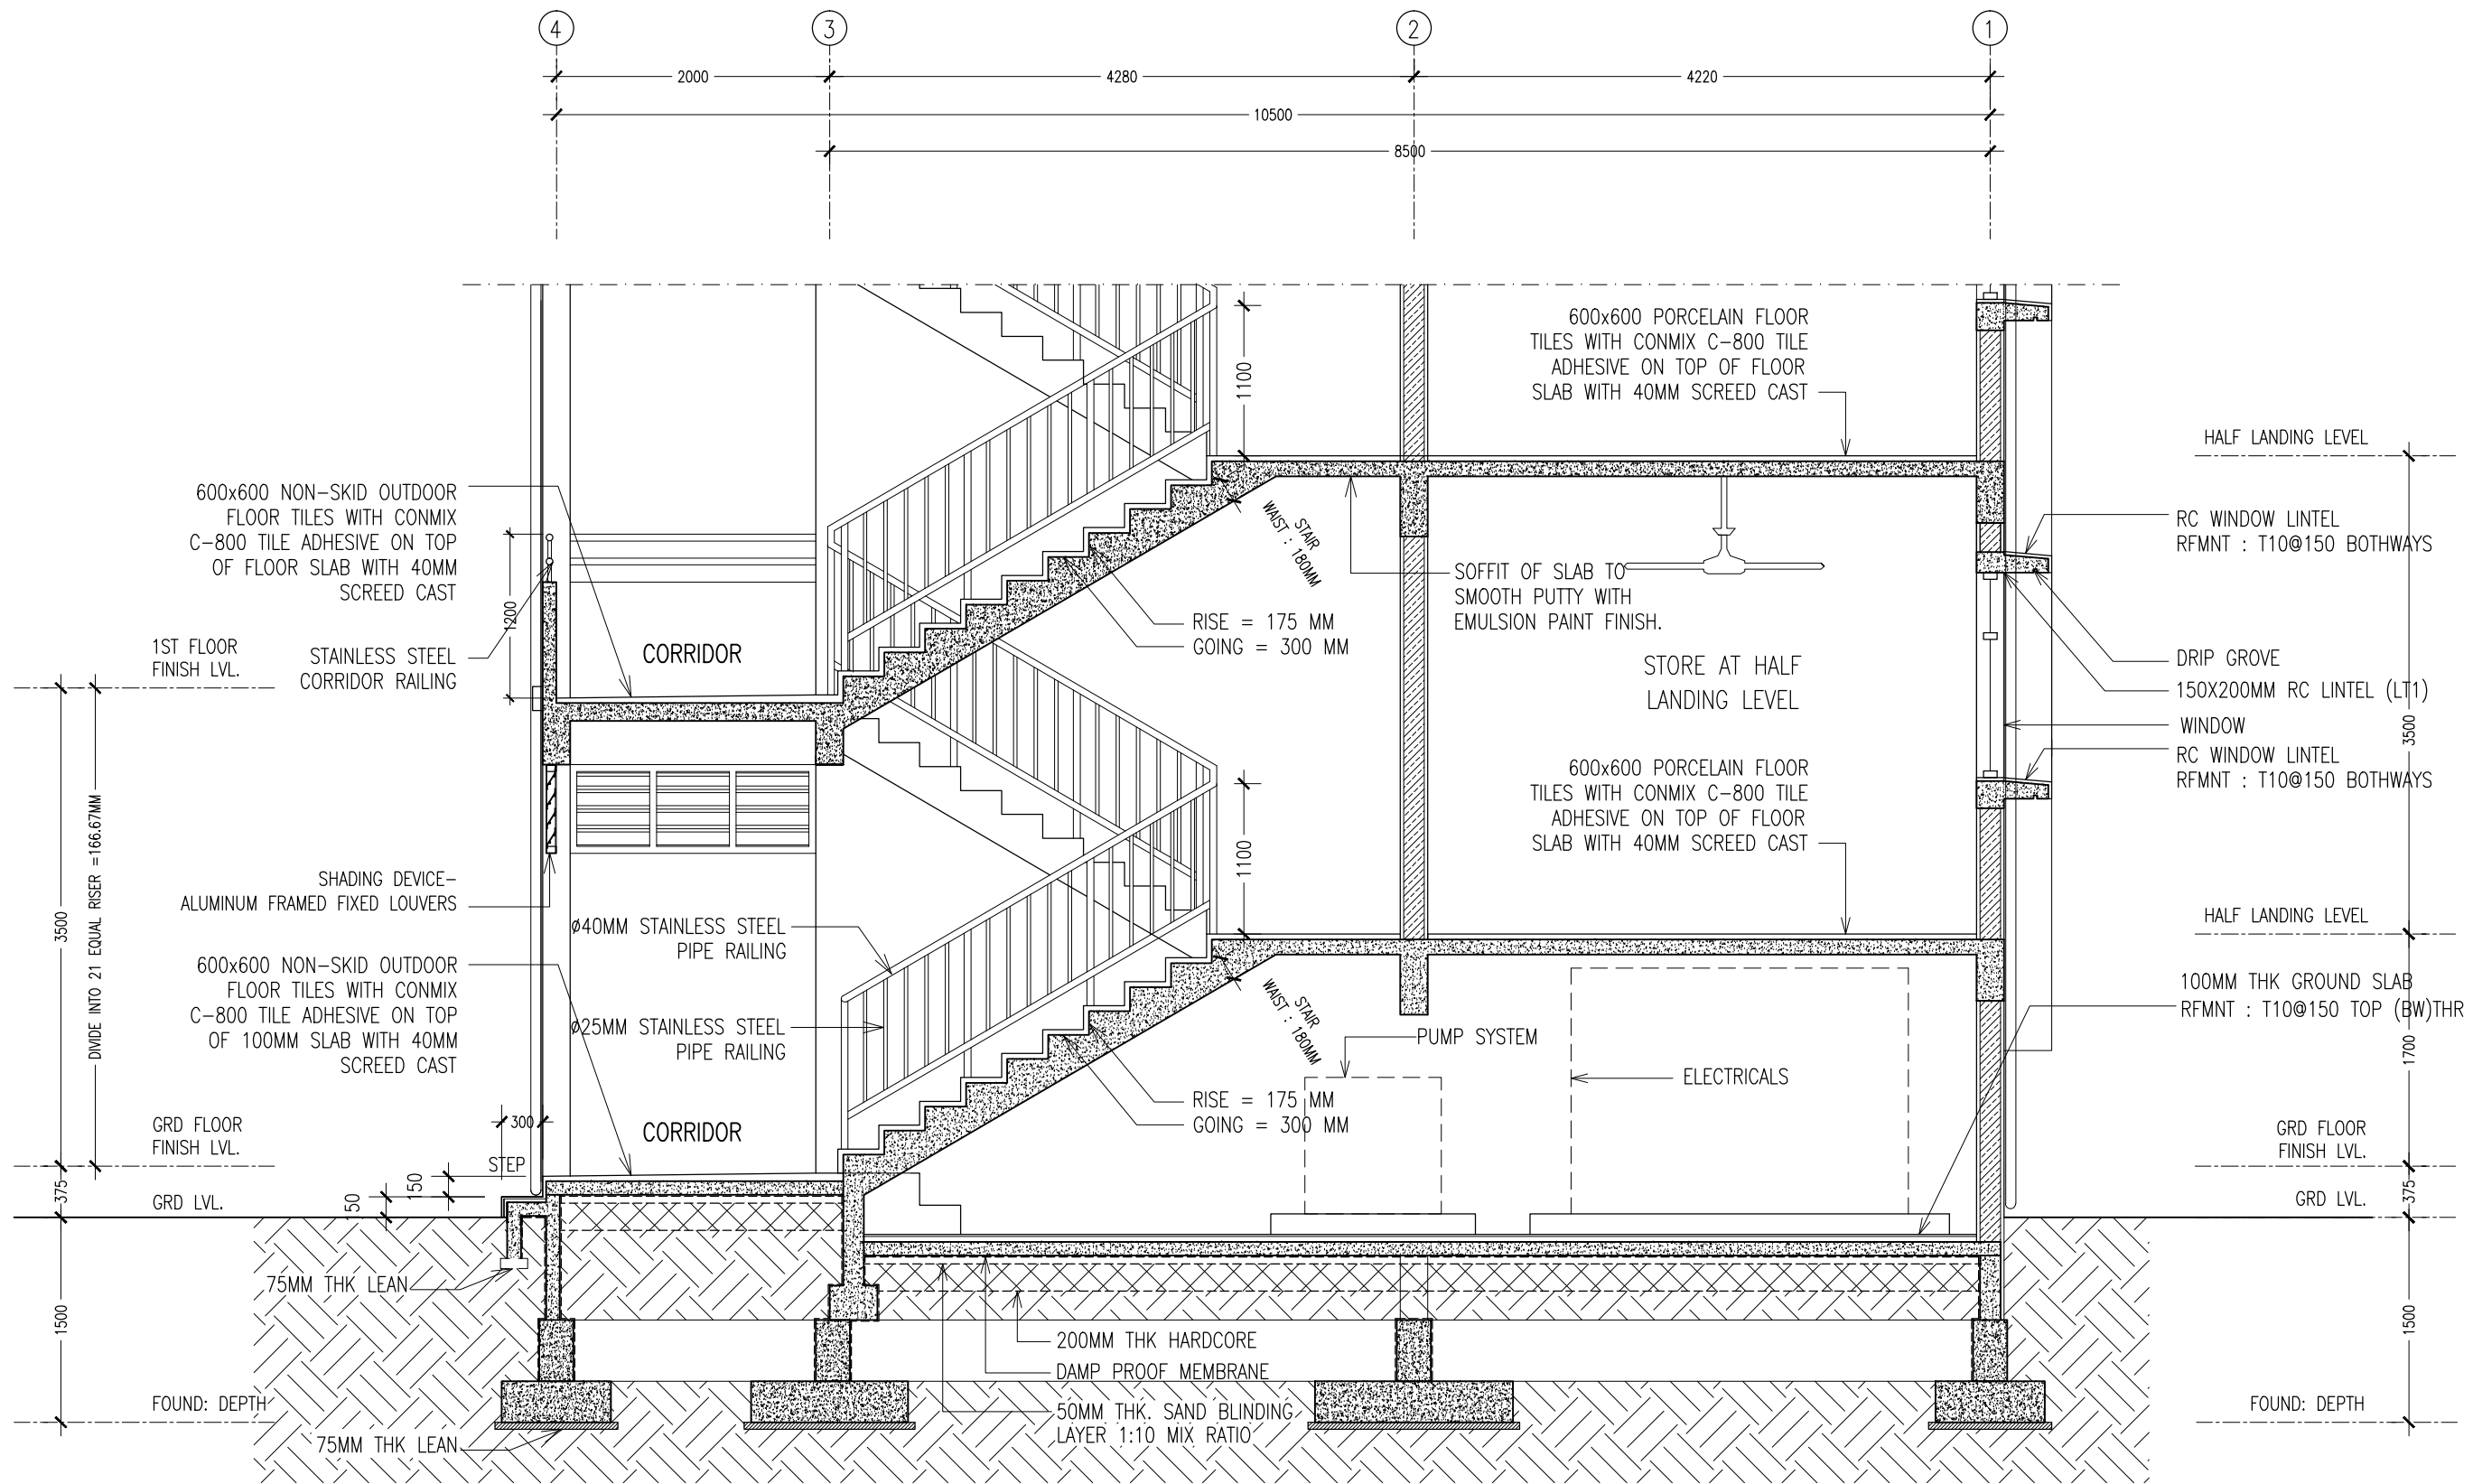 4
3
2
1
2000
4280
4220
10500
8500
600x600 NON-SKID OUTDOOR
FLOOR TILES WITH CONMIX
C-800 TILE ADHESIVE ON TOP
OF FLOOR SLAB WITH 40MM
SCREED CAST
1ST FLOOR
FINISH LVL.
STAINLESS STEEL
CORRIDOR RAILING
1200
CORRIDOR
3500
DIVIDE INTO 21 EQUAL RISER =166.67MM
SHADING DEVICE-
ALUMINUM FRAMED FIXED LOUVERS
600x600 NON-SKID OUTDOOR
FLOOR TILES WITH CONMIX
C-800 TILE ADHESIVE ON TOP
OF 100MM SLAB WITH 40MM
SCREED CAST
GRD FLOOR
FINISH LVL.
300
STEP
150
150
375
GRD LVL.
75MM THK LEAN
1500
FOUND: DEPTH
75MM THK LEAN
CORRIDOR
ø40MM STAINLESS STEEL
PIPE RAILING
ø25MM STAINLESS STEEL
PIPE RAILING
1100
STAIR
WAIST : 180MM
RISE = 175 MM
GOING = 300 MM
1100
STAIR
WAIST : 180MM
RISE = 175 MM
GOING = 300 MM
600x600 PORCELAIN FLOOR
TILES WITH CONMIX C-800 TILE
ADHESIVE ON TOP OF FLOOR
SLAB WITH 40MM SCREED CAST
SOFFIT OF SLAB TO
SMOOTH PUTTY WITH
EMULSION PAINT FINISH.
STORE AT HALF
LANDING LEVEL
600x600 PORCELAIN FLOOR
TILES WITH CONMIX C-800 TILE
ADHESIVE ON TOP OF FLOOR
SLAB WITH 40MM SCREED CAST
PUMP SYSTEM
ELECTRICALS
200MM THK HARDCORE
DAMP PROOF MEMBRANE
50MM THK. SAND BLINDING
LAYER 1:10 MIX RATIO
HALF LANDING LEVEL
RC WINDOW LINTEL
RFMNT : T10@150 BOTHWAYS
DRIP GROVE
150X200MM RC LINTEL (LT1)
WINDOW
3500
RC WINDOW LINTEL
RFMNT : T10@150 BOTHWAYS
HALF LANDING LEVEL
100MM THK GROUND SLAB
RFMNT : T10@150 TOP (BW)THR
1700
GRD FLOOR
FINISH LVL.
375
GRD LVL.
1500
FOUND: DEPTH